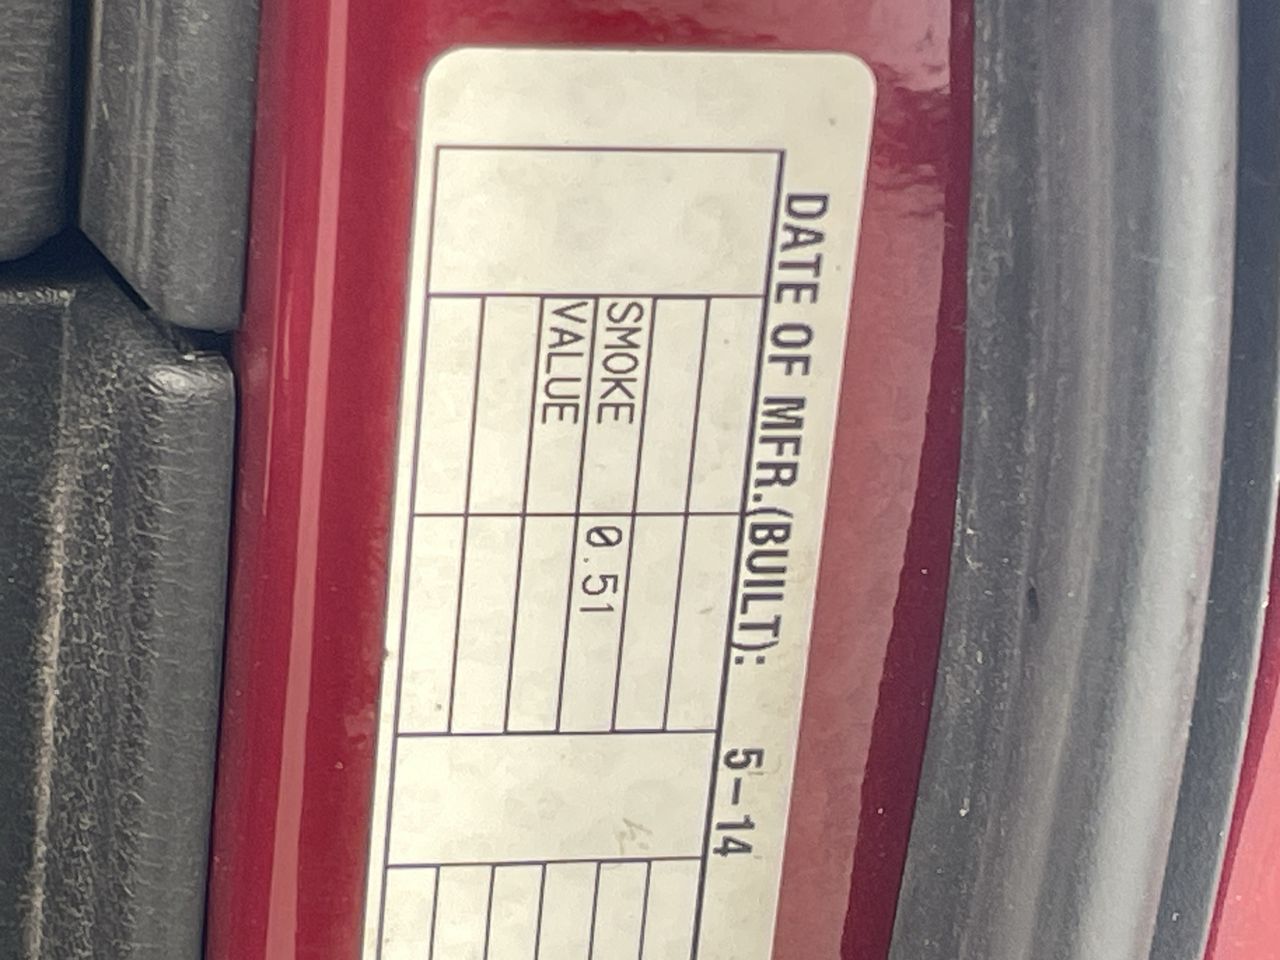 DATE OF MFR.(BUILT): 5-14
SMOKE 0.51
VALUE